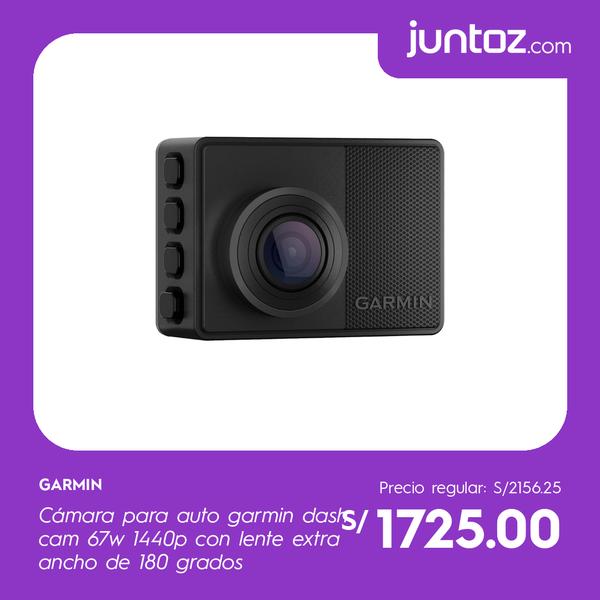 juntoz.com
GARMIN
GARMIN
Cámara para auto garmin dash
cam 67w 1440p con lente extra
ancho de 180 grados
Precio regular: S/2156.25
S/ 1725.00